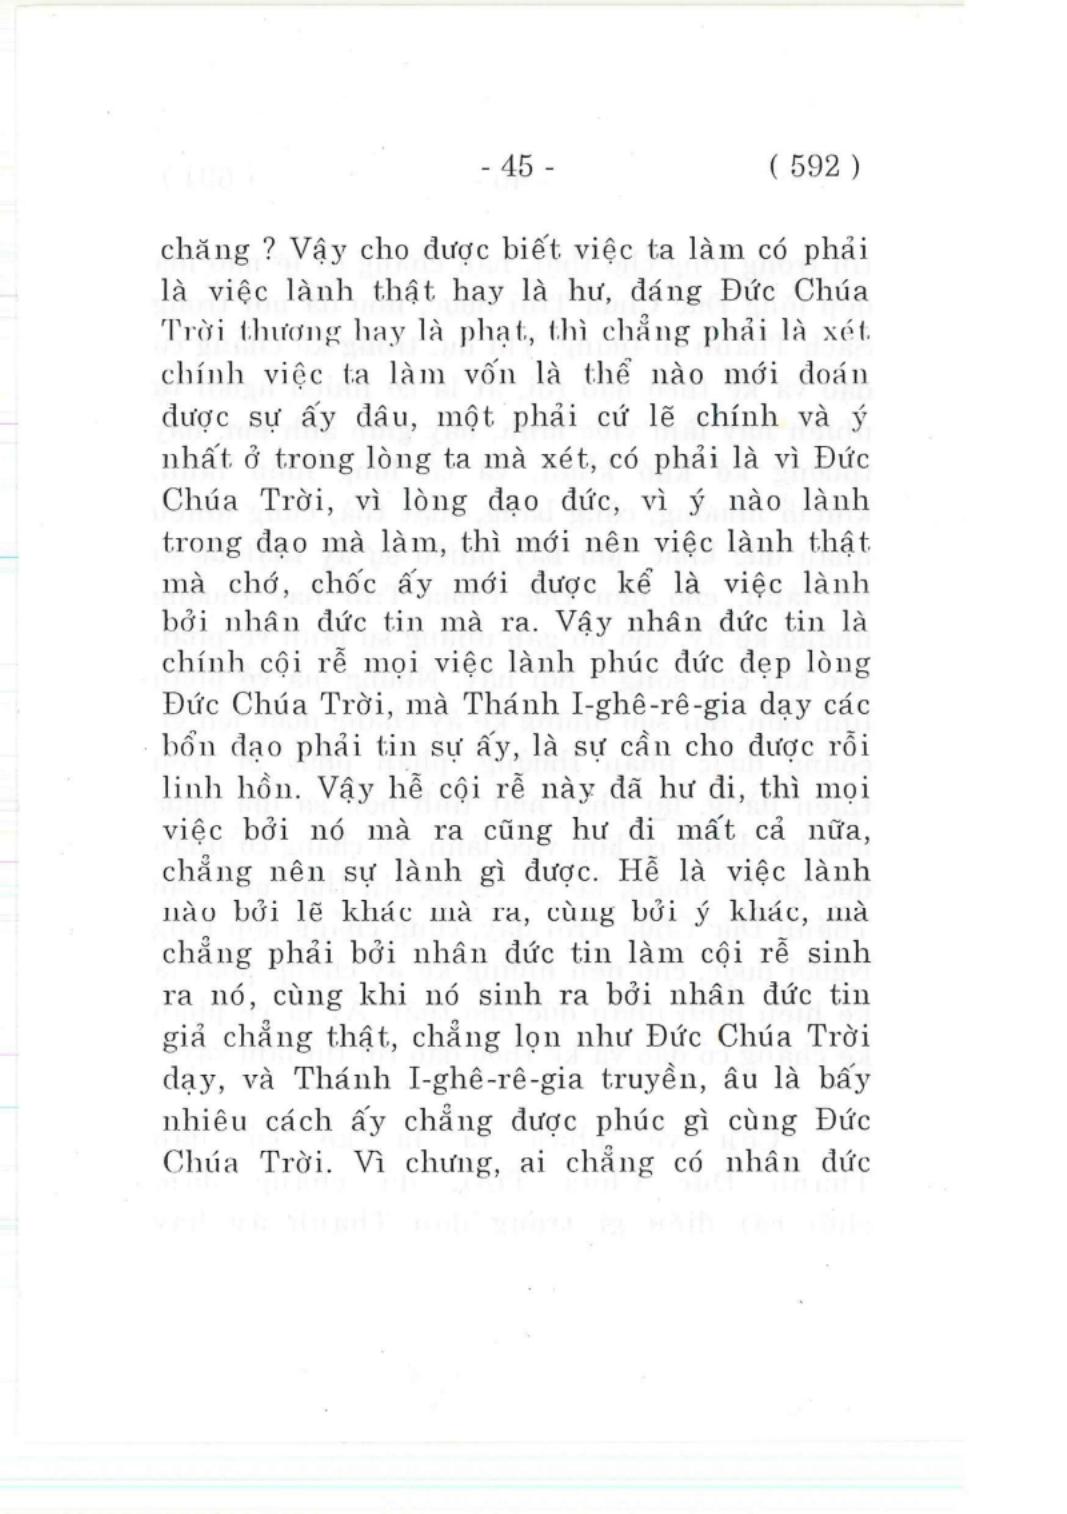 - 45 - ( 592 )
chăng ? Vậy cho được biết việc ta làm có phải
là việc lành thật hay là hư, đáng Đức Chúa
Trời thương hay là phạt, thì chẳng phải là xét
chính việc ta làm vốn là thể nào mới đoán
được sự ấy đâu, một phải cứ lẽ chính và ý
nhất ở trong lòng ta mà xét, có phải là vì Đức
Chúa Trời, vì lòng đạo đức, vì ý nào lành
trong đạo mà làm, thì mới nên việc lành thật
mà chớ, chốc ấy mới được kể là việc lành
bởi nhân đức tin mà ra. Vậy nhân đức tin là
chính cội rễ mọi việc lành phúc đức đẹp lòng
Đức Chúa Trời, mà Thánh I-ghê-rê-gia dạy các
bổn đạo phải tin sự ấy, là sự cần cho được rỗi
linh hồn. Vậy hễ cội rễ này đã hư đi, thì mọi
việc bởi nó mà ra cũng hư đi mất cả nữa,
chẳng nên sự lành gì được. Hễ là việc lành
nào bởi lẽ khác mà ra, cùng bởi ý khác, mà
chẳng phải bởi nhân đức tin làm cội rễ sinh
ra nó, cùng khi nó sinh ra bởi nhân đức tin
giả chẳng thật, chẳng lọn như Đức Chúa Trời
dạy, và Thánh I-ghê-rê-gia truyền, âu là bấy
nhiêu cách ấy chẳng được phúc gì cùng Đức
Chúa Trời. Vì chưng, ai chẳng có nhân đức